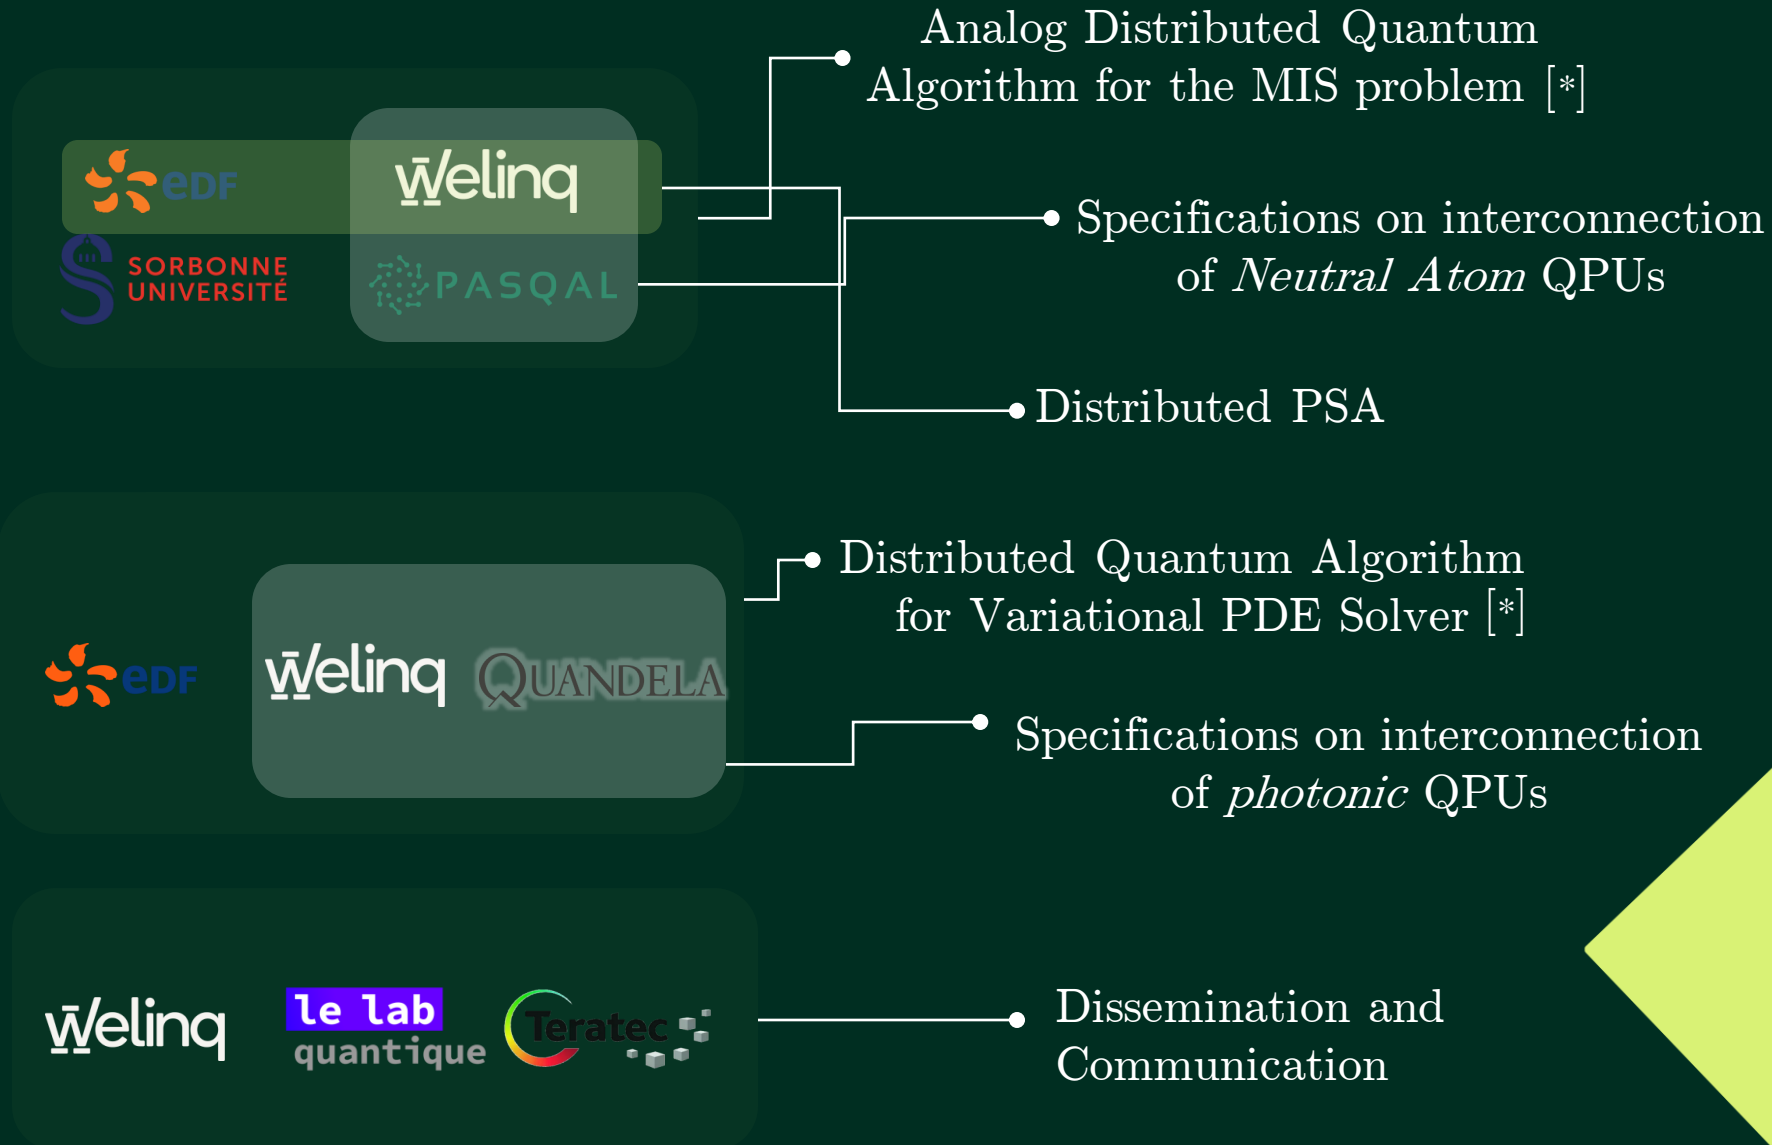 Analog Distributed Quantum
Algorithm for the MIS problem [*]
eDF
Welinq
SORBONNE
UNIVERSITÉ
PASQAL
Specifications on interconnection
of Neutral Atom QPUs
Distributed PSA
Distributed Quantum Algorithm
for Variational PDE Solver [*]
eDF
Welinq
QUANDELA
Specifications on interconnection
of photonic QPUs
Welinq
le lab
quantique
Teratec
Dissemination and
Communication